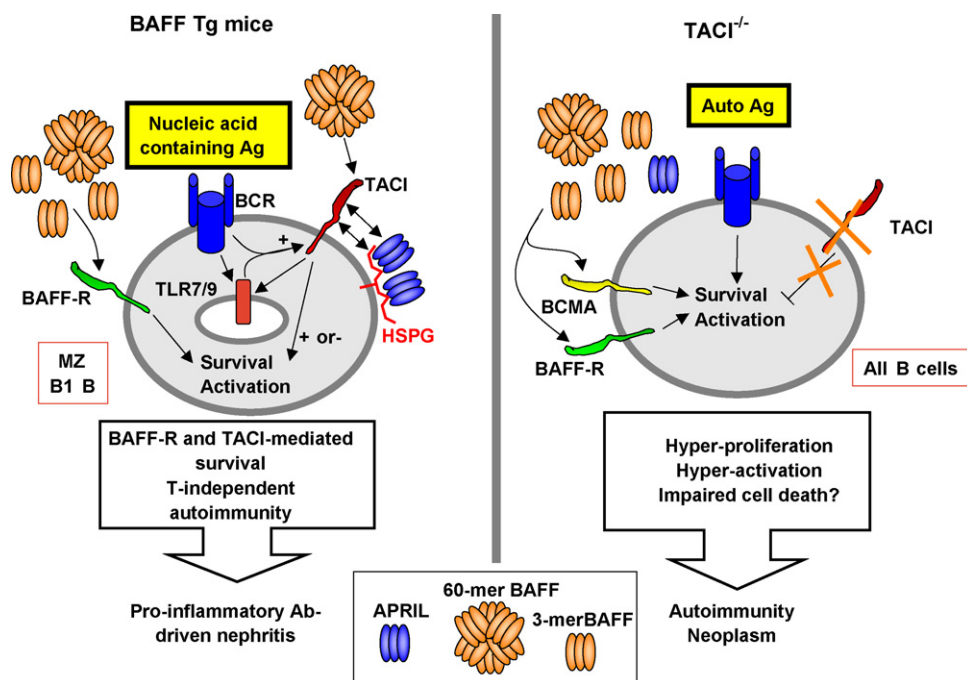 BAFF Tg mice
Nucleic acid
containing Ag
BCR
TACI
+
BAFF-R
TLR7/9
HSPG
+ or-
Survival
Activation
MZ
B1 B
BAFF-R and TACI-mediated
survival
T-independent
autoimmunity
Pro-inflammatory Ab-
driven nephritis
TACI-/-
Auto Ag
TACI
BCMA
Survival
Activation
BAFF-R
All B cells
Hyper-proliferation
Hyper-activation
Impaired cell death?
Autoimmunity
Neoplasm
60-mer BAFF
APRIL
3-merBAFF